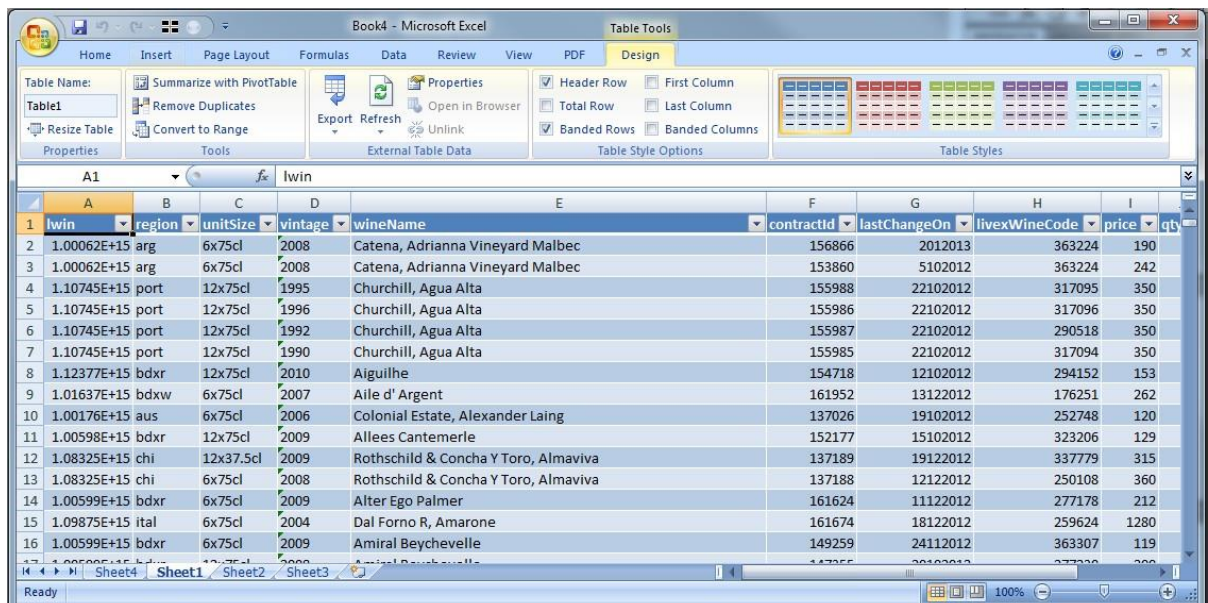 Book4 - Microsoft Excel Table Tools
Home Insert Page Layout Formulas Data Review View PDF Design
Table Name:
Table1
Resize Table
Properties
Summarize with PivotTable
Remove Duplicates
Convert to Range
Tools
Export Refresh
Properties
Open in Browser
Unlink
External Table Data
Header Row First Column
Total Row Last Column
Banded Rows Banded Columns
Table Style Options
Table Styles
A1 fx lwin
A B C D E F G H I
1 lwin region unitSize vintage wineName contractId lastChangeOn livexWineCode price qty
2 1.00062E+15 arg 6x75cl 2008 Catena, Adrianna Vineyard Malbec 156866 2012013 363224 190
3 1.00062E+15 arg 6x75cl 2008 Catena, Adrianna Vineyard Malbec 153860 5102012 363224 242
4 1.10745E+15 port 12x75cl 1995 Churchill, Agua Alta 155988 22102012 317095 350
5 1.10745E+15 port 12x75cl 1996 Churchill, Agua Alta 155986 22102012 317096 350
6 1.10745E+15 port 12x75cl 1992 Churchill, Agua Alta 155987 22102012 290518 350
7 1.10745E+15 port 12x75cl 1990 Churchill, Agua Alta 155985 22102012 317094 350
8 1.12377E+15 bdxr 12x75cl 2010 Aiguilhe 154718 12102012 294152 153
9 1.01637E+15 bdxw 6x75cl 2007 Aile d' Argent 161952 13122012 176251 262
10 1.00176E+15 aus 6x75cl 2006 Colonial Estate, Alexander Laing 137026 19102012 252748 120
11 1.00598E+15 bdxr 12x75cl 2009 Allees Cantemerle 152177 15102012 323206 129
12 1.08325E+15 chi 12x37.5cl 2009 Rothschild & Concha Y Toro, Almaviva 137189 19122012 337779 315
13 1.08325E+15 chi 6x75cl 2008 Rothschild & Concha Y Toro, Almaviva 137188 12122012 250108 360
14 1.00599E+15 bdxr 6x75cl 2009 Alter Ego Palmer 161624 11122012 277178 212
15 1.09875E+15 ital 6x75cl 2004 Dal Forno R, Amarone 161674 18122012 259624 1280
16 1.00599E+15 bdxr 6x75cl 2009 Amiral Beychevelle 149259 24112012 363307 119
Sheet4 Sheet1 Sheet2 Sheet3
Ready 100%